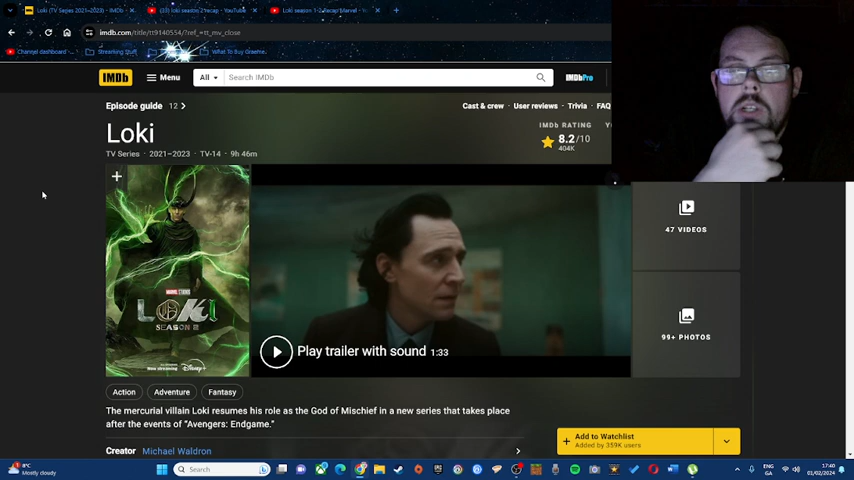 Loki (TV Series 2021–2023) - IMDb
(33) loki season 2 recap - YouTube
Loki season 1-2 Recap | Marvel
imdb.com/title/tt9140554/?ref_=tt_mv_close
Channel dashboard
Streaming Stuff
What To Buy Graeme
IMDb
Menu
All
Search IMDb
IMDbPro
Episode guide 12
Cast & crew · User reviews · Trivia · FAQ
Loki
IMDb RATING
8.2/10
404K
TV Series · 2021–2023 · TV-14 · 9h 46m
MARVEL STUDIOS
LOKI
SEASON 2
Now streaming Disney+
Play trailer with sound 1:33
47 VIDEOS
99+ PHOTOS
Action
Adventure
Fantasy
The mercurial villain Loki resumes his role as the God of Mischief in a new series that takes place
after the events of "Avengers: Endgame."
Creator Michael Waldron
Add to Watchlist
Added by 359K users
8°C
Mostly cloudy
Search
ENG
GA
17:40
01/02/2024